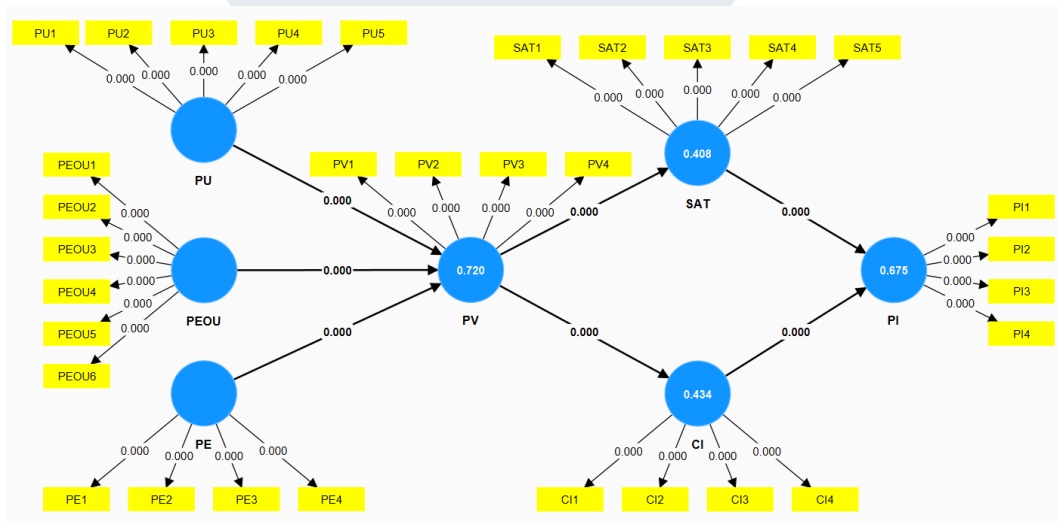 PU1 PU2 PU3 PU4 PU5
0.000 0.000 0.000 0.000 0.000
PU
SAT1 SAT2 SAT3 SAT4 SAT5
0.000 0.000 0.000 0.000 0.000
0.408
SAT
PEOU1
PEOU2
PEOU3
PEOU4
PEOU5
PEOU6
0.000
0.000
0.000
0.000
0.000
0.000
PEOU
PV1 PV2 PV3 PV4
0.000 0.000 0.000 0.000
0.000
0.000
0.000
0.720
PV
0.000
0.000
0.000
0.000
0.675
PI
0.000
0.000
0.000
0.000
PI1
PI2
PI3
PI4
PE
0.000 0.000 0.000 0.000
PE1 PE2 PE3 PE4
0.434
CI
0.000 0.000 0.000 0.000
CI1 CI2 CI3 CI4